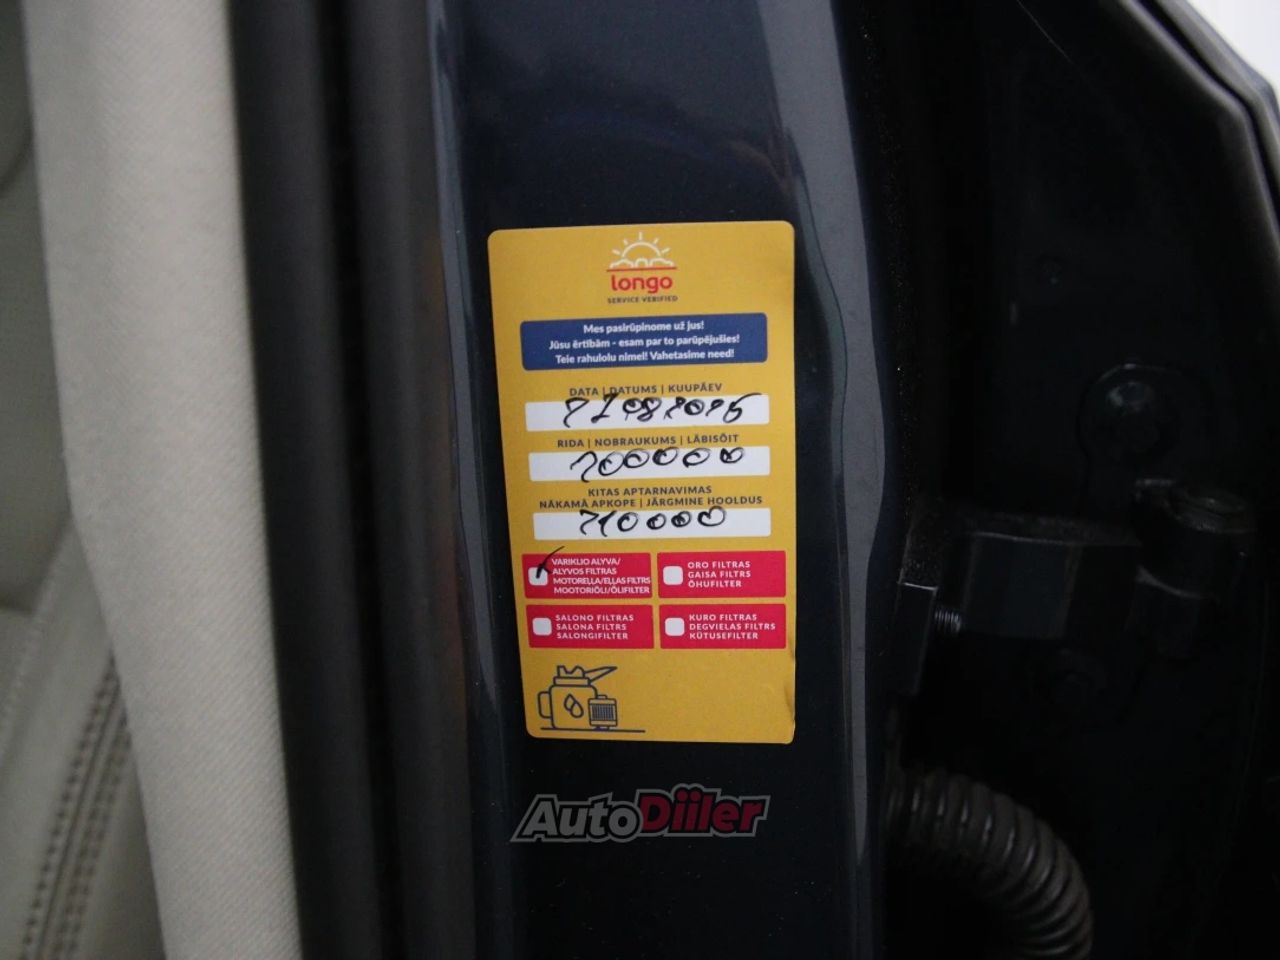 longo
SERVICE VERIFIED
Mes pasirūpinome už jus!
Jūsu ērtībām - esam par to parūpējušies!
Teie rahulolu nimel! Vahetasime need!
DATA | DATUMS | KUUPÄEV
RIDA | NOBRAUKUMS | LÄBISÕIT
200000
KITAS APTARNAVIMAS
NĀKAMĀ APKOPE | JÄRGMINE HOOLDUS
210000
VARIKLIO ALYVA/
ALYVOS FILTRAS
MOTOREĻĻA/EĻĻAS FILTRS
MOOTORIÕLI/ÕLIFILTER
ORO FILTRAS
GAISA FILTRS
ÕHUFILTER
SALONO FILTRAS
SALONA FILTRS
SALONGIFILTER
KURO FILTRAS
DEGVIELAS FILTRS
KÜTUSEFILTER
AutoDiiler